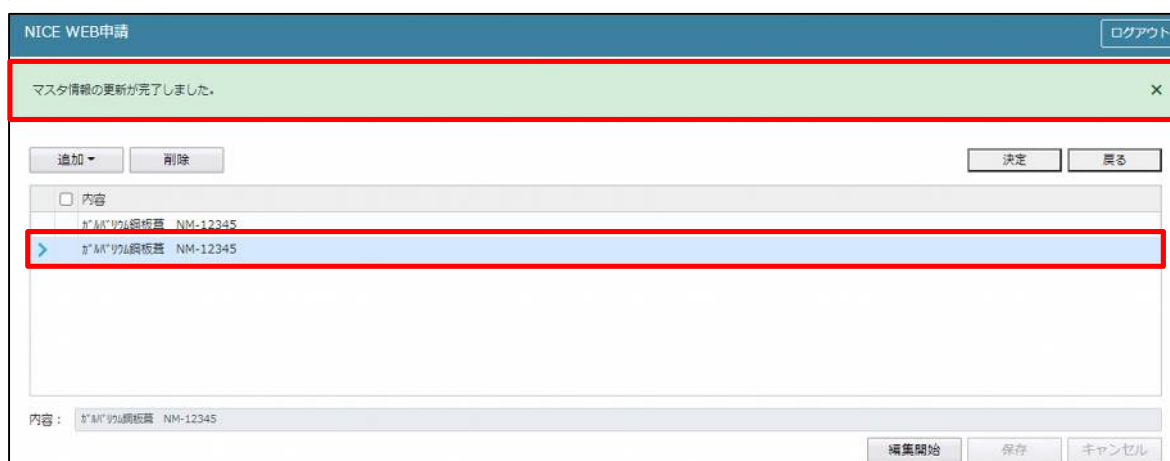 NICE WEB申請
ログアウト
マスタ情報の更新が完了しました。 ×
追加 削除 決定 戻る
内容
ｶﾞﾙﾊﾞﾘｳﾑ鋼板葺 NM-12345
ｶﾞﾙﾊﾞﾘｳﾑ鋼板葺 NM-12345
内容： ｶﾞﾙﾊﾞﾘｳﾑ鋼板葺 NM-12345
編集開始 保存 キャンセル